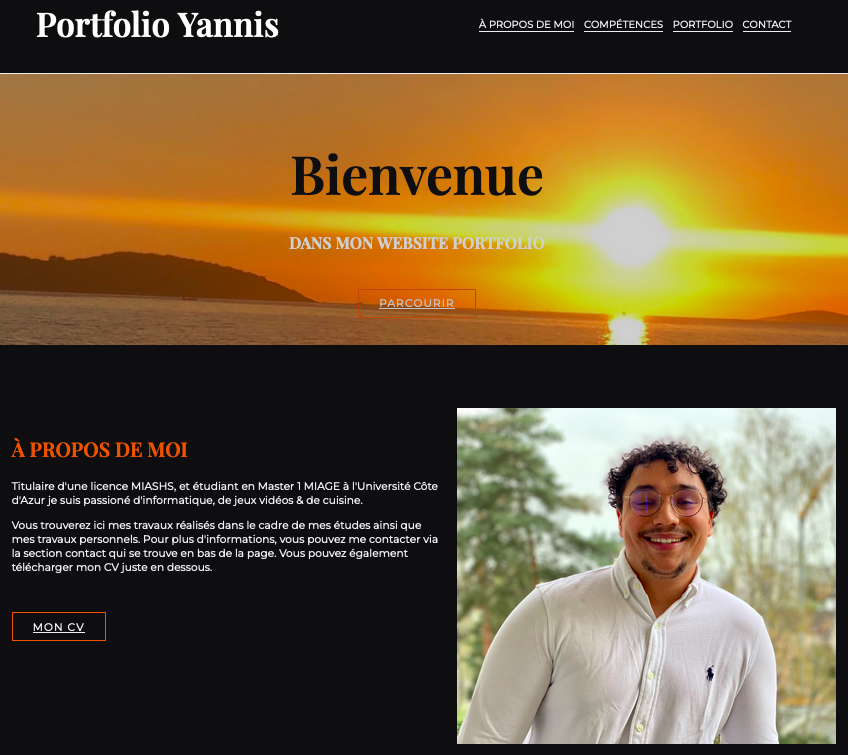 Portfolio Yannis
À PROPOS DE MOI COMPÉTENCES PORTFOLIO CONTACT
Bienvenue
DANS MON WEBSITE PORTFOLIO
PARCOURIR
À PROPOS DE MOI
Titulaire d'une licence MIASHS, et étudiant en Master 1 MIAGE à l'Université Côte
d'Azur je suis passioné d'informatique, de jeux vidéos & de cuisine.
Vous trouverez ici mes travaux réalisés dans le cadre de mes études ainsi que
mes travaux personnels. Pour plus d'informations, vous pouvez me contacter via
la section contact qui se trouve en bas de la page. Vous pouvez également
télécharger mon CV juste en dessous.
MON CV